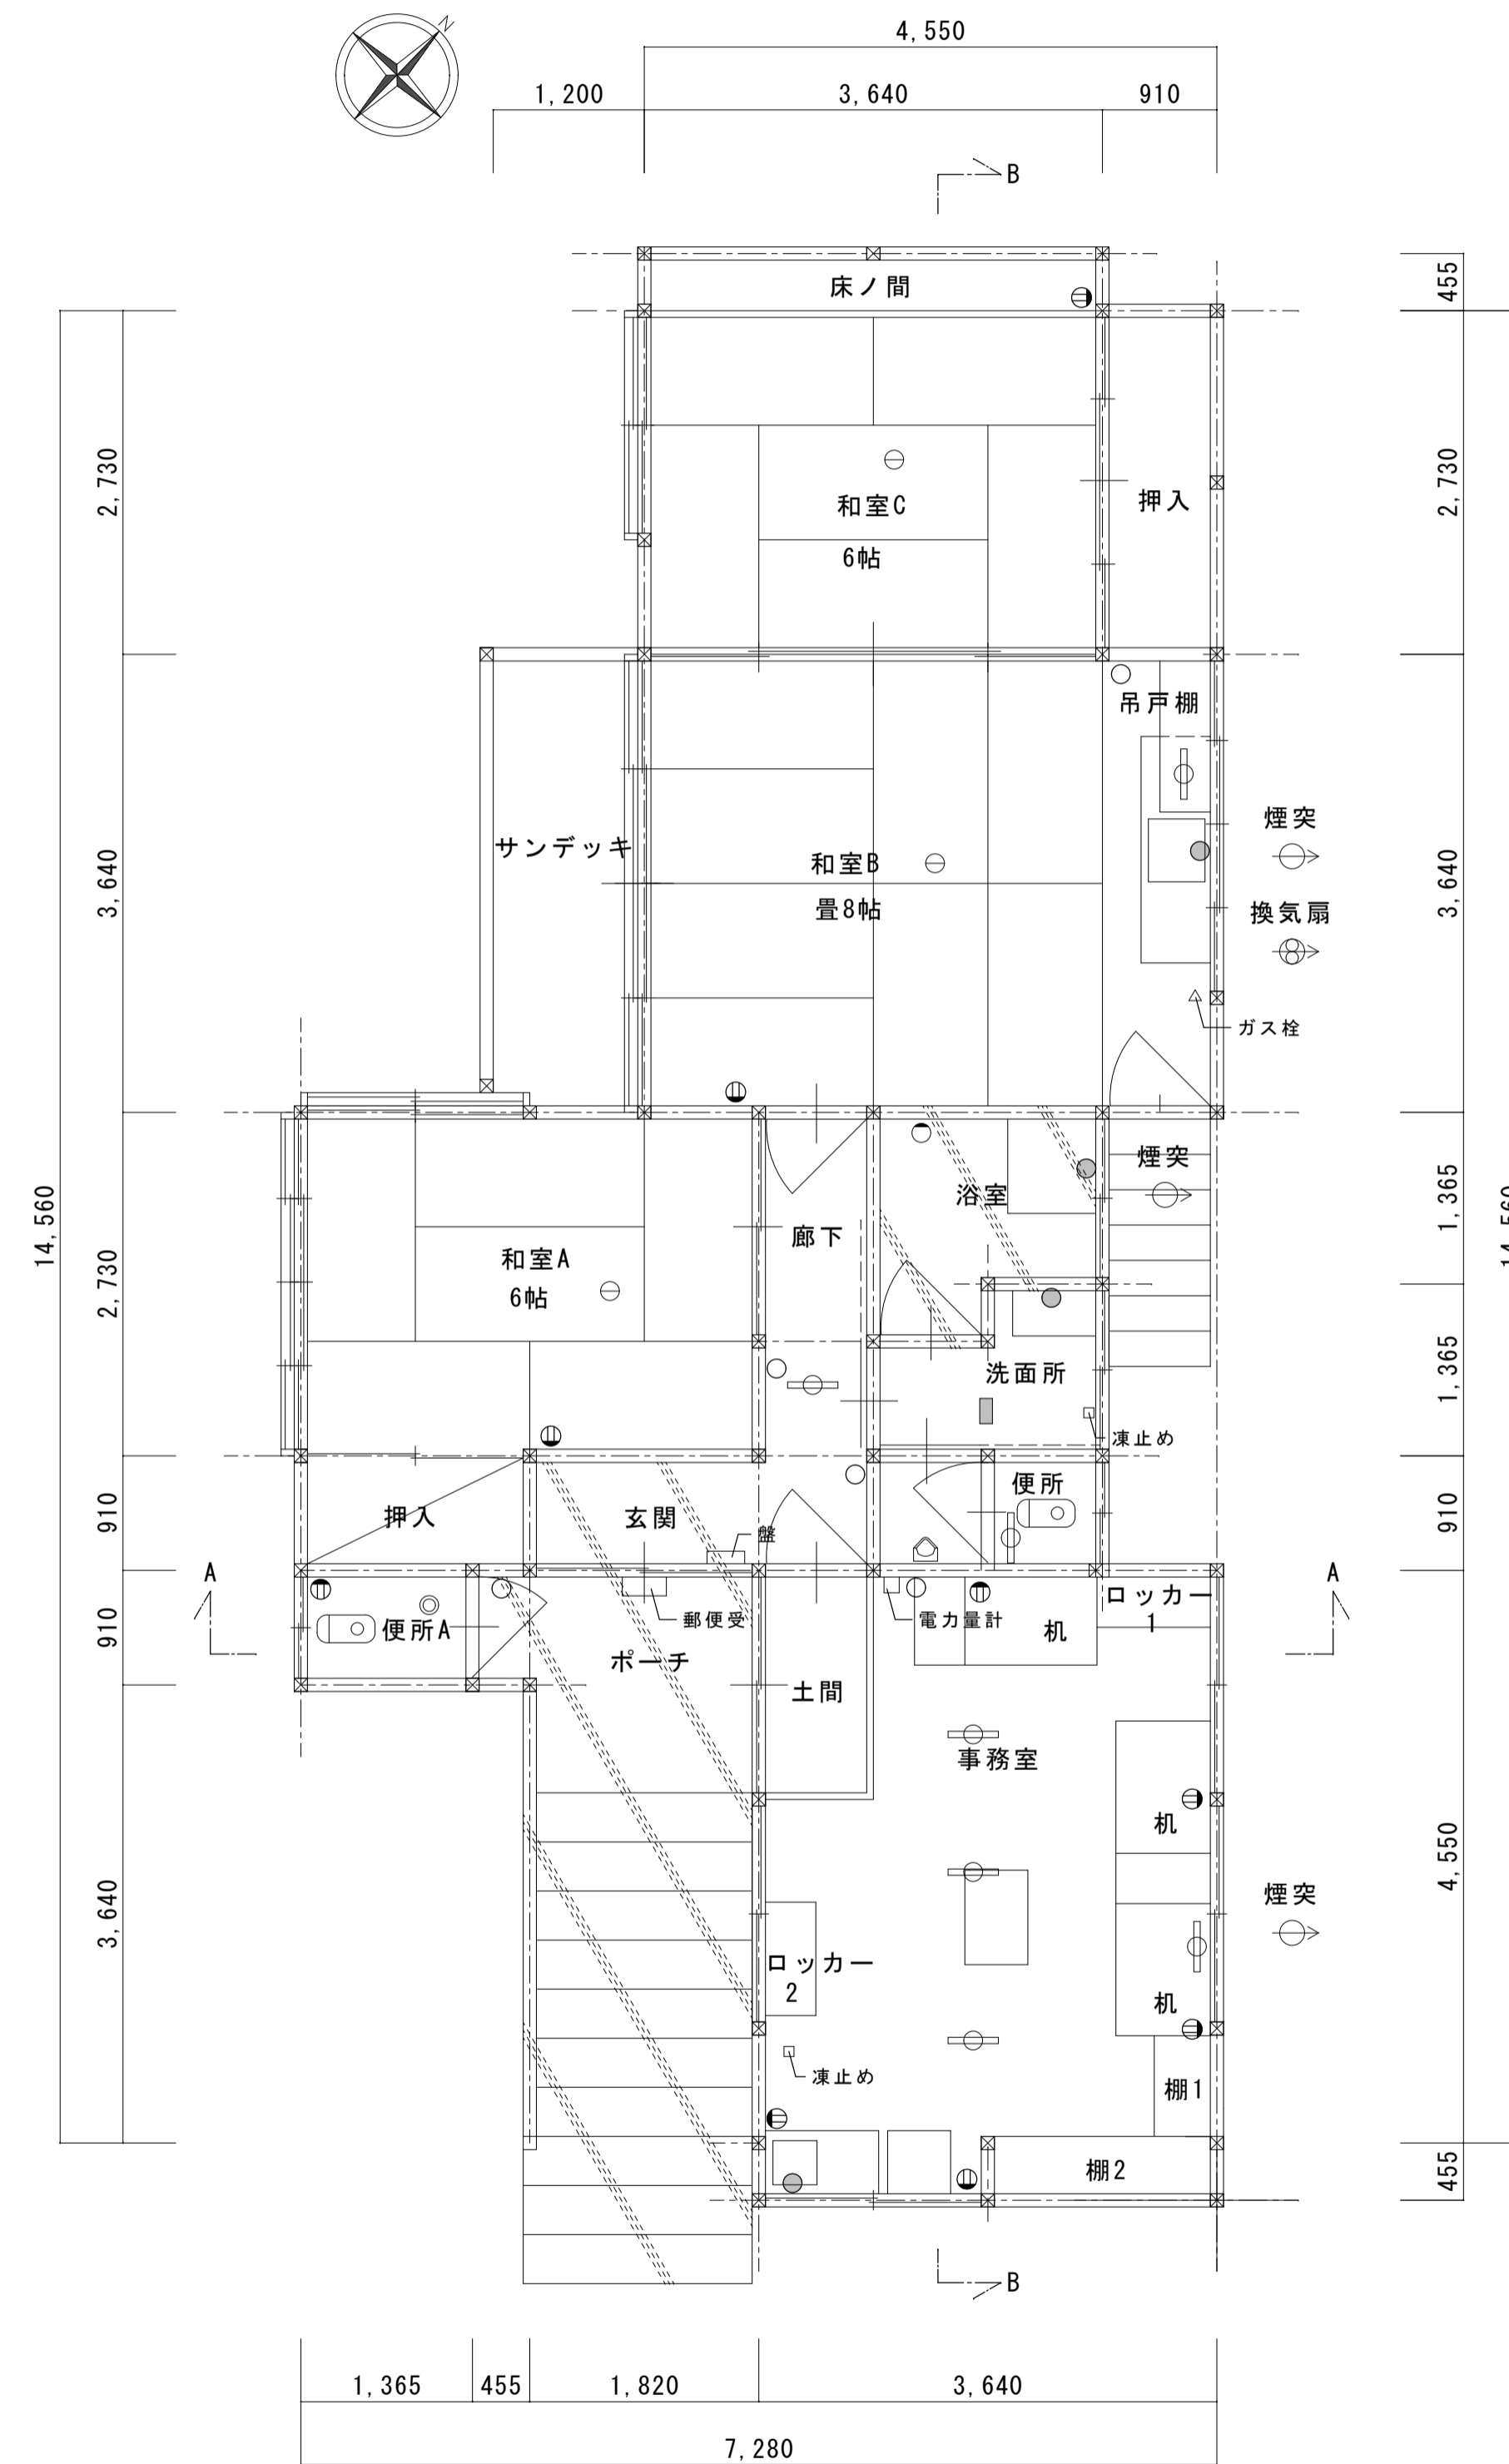 N
4,550
1,200
3,640
910
B
床ノ間
455
2,730
和室C
押入
2,730
6帖
吊戸棚
煙突
サンデッキ
和室B
3,640
3,640
畳8帖
換気扇
ガス栓
煙突
浴室
1,365
14,560
廊下
和室A
2,730
6帖
14,560
洗面所
1,365
凍止め
便所
押入
玄関
盤
910
910
A
A
郵便受
電力量計
ロッカー
1
便所A
机
910
ポーチ
土間
事務室
机
4,550
3,640
煙突
ロッカー
2
机
凍止め
棚1
棚2
455
B
1,365
455
1,820
3,640
7,280